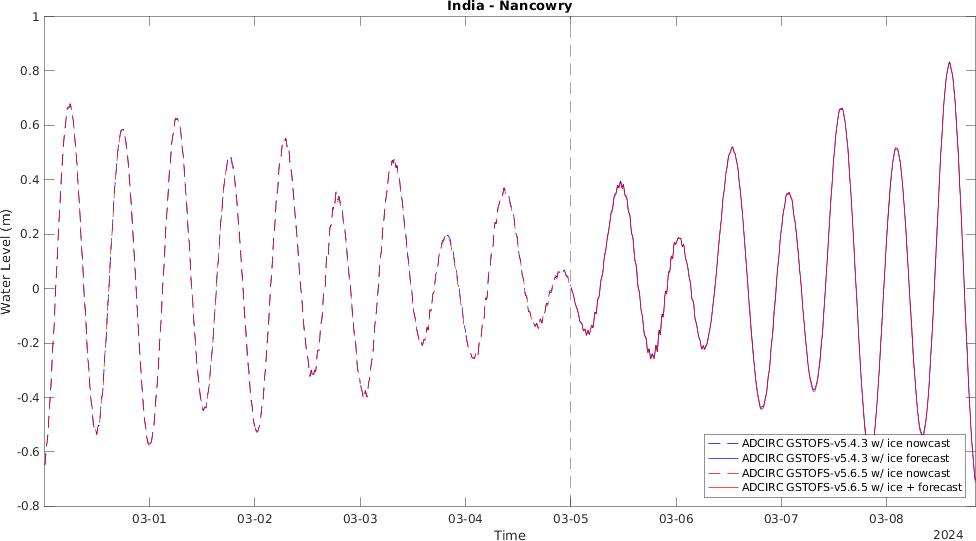 India - Nancowry
1
0.8
0.6
0.4
0.2
0
-0.2
-0.4
-0.6
-0.8
Water Level (m)
ADCIRC GSTOFS-v5.4.3 w/ ice nowcast
ADCIRC GSTOFS-v5.4.3 w/ ice forecast
ADCIRC GSTOFS-v5.6.5 w/ ice nowcast
ADCIRC GSTOFS-v5.6.5 w/ ice + forecast
03-01 03-02 03-03 03-04 03-05 03-06 03-07 03-08
Time
2024